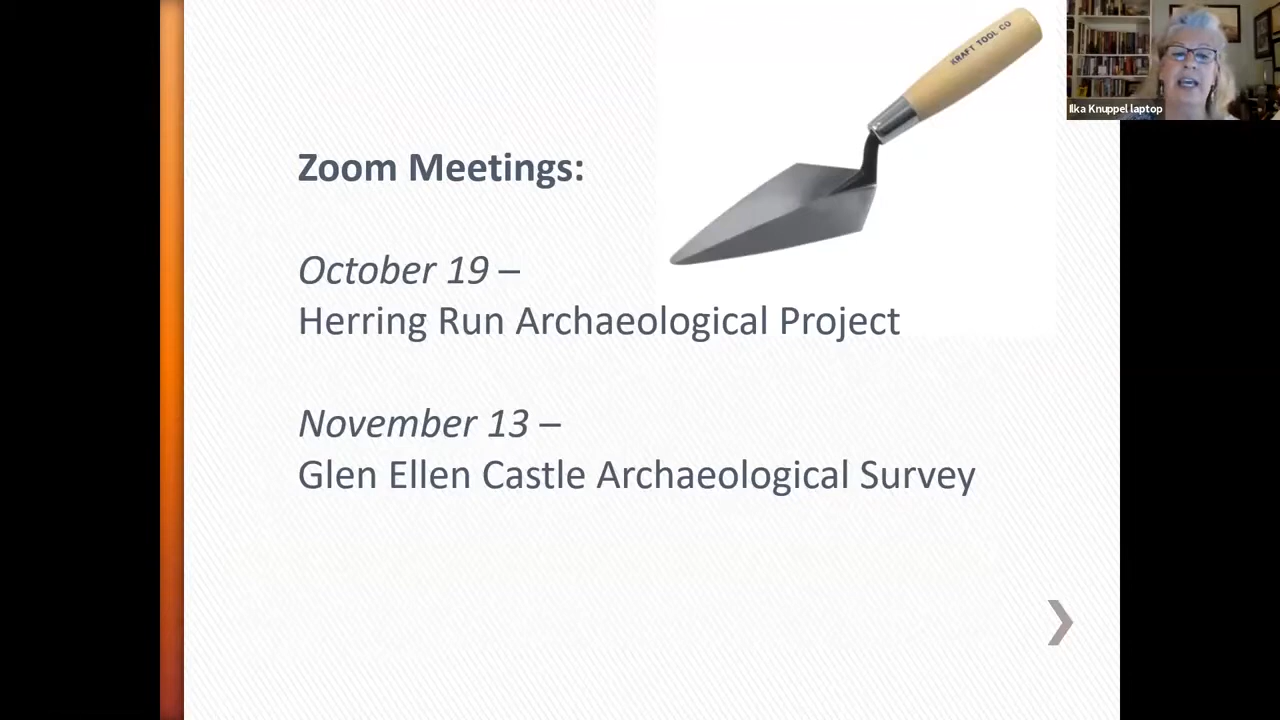 KRAFT TOOL CO
Ilka Knuppel laptop
Zoom Meetings:
October 19 –
Herring Run Archaeological Project
November 13 –
Glen Ellen Castle Archaeological Survey